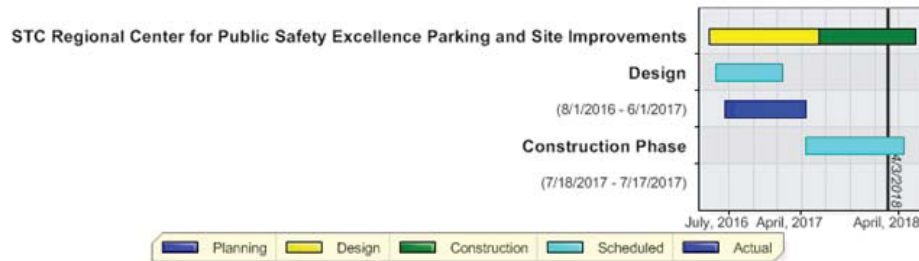 STC Regional Center for Public Safety Excellence Parking and Site Improvements
Design
(8/1/2016 - 6/1/2017)
Construction Phase
(7/18/2017 - 7/17/2017)
4/3/2018
July, 2016 April, 2017 April, 2018
Planning Design Construction Scheduled Actual